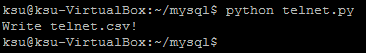 ksu@ksu-VirtualBox:~/mysql$ python telnet.py
Write telnet.csv!
ksu@ksu-VirtualBox:~/mysql$